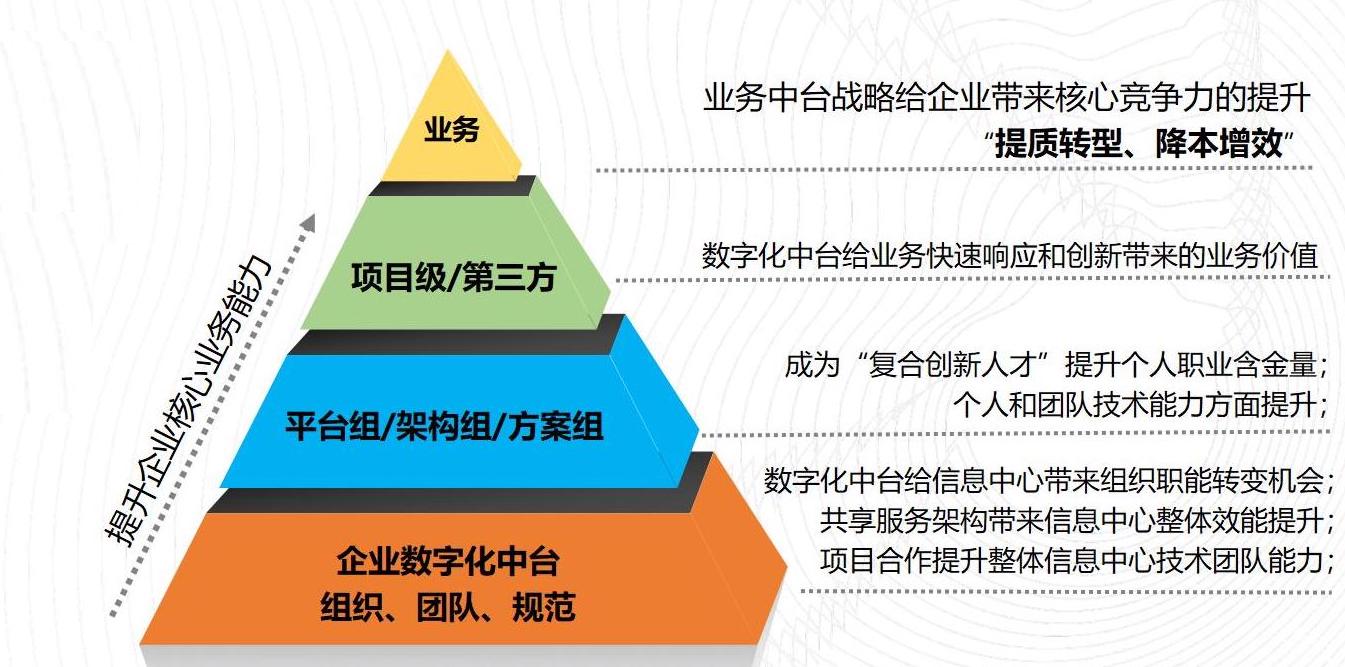 业务中台战略给企业带来核心竞争力的提升
“提质转型、降本增效”
业务
数字化中台给业务快速响应和创新带来的业务价值
项目级/第三方
成为“复合创新人才”提升个人职业含金量;
个人和团队技术能力方面提升;
平台组/架构组/方案组
数字化中台给信息中心带来组织职能转变机会;
共享服务架构带来信息中心整体效能提升;
项目合作提升整体信息中心技术团队能力;
企业数字化中台
组织、团队、规范
提升企业核心业务能力